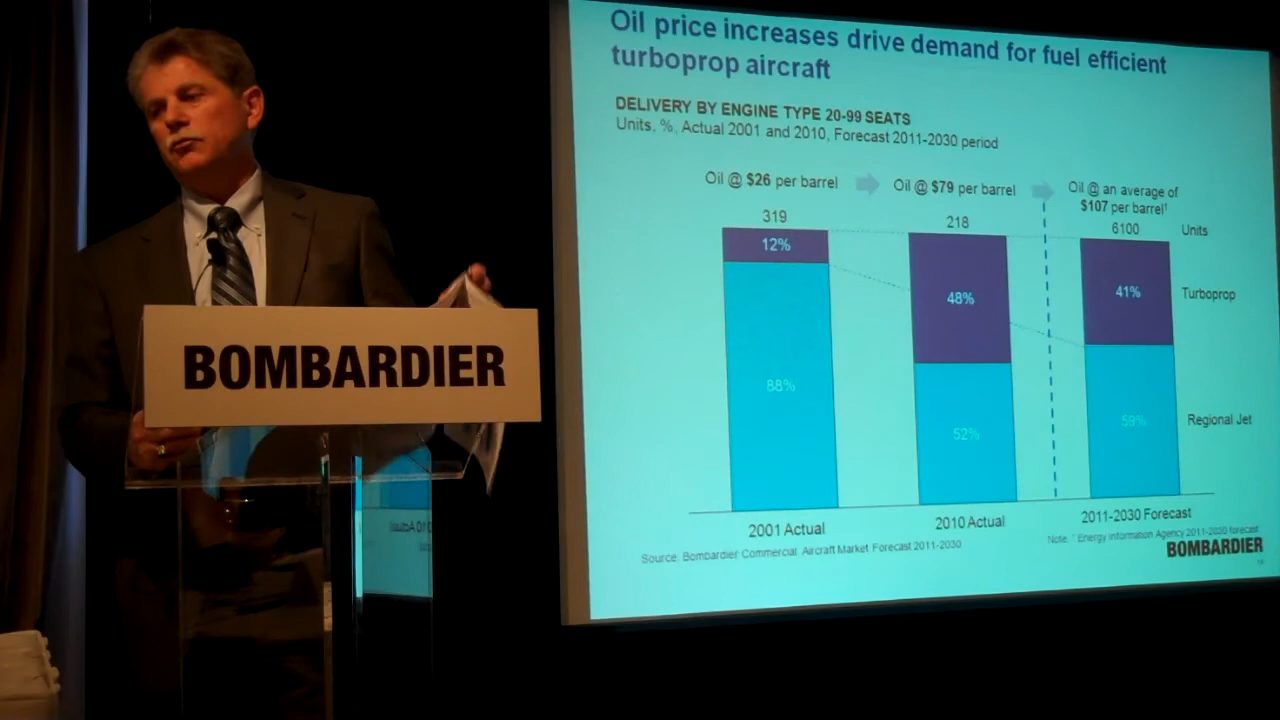 Oil price increases drive demand for fuel efficient
turboprop aircraft
DELIVERY BY ENGINE TYPE 20-99 SEATS
Units, %, Actual 2001 and 2010, Forecast 2011-2030 period
Oil @ $26 per barrel
Oil @ $79 per barrel
Oil @ an average of
$107 per barrel¹
319
218
6100
Units
12%
48%
41%
Turboprop
88%
52%
59%
Regional Jet
2001 Actual
2010 Actual
2011-2030 Forecast
Source: Bombardier Commercial Aircraft Market Forecast 2011-2030
Note: ¹ Energy Information Agency 2011-2030 forecast
BOMBARDIER
BOMBARDIER